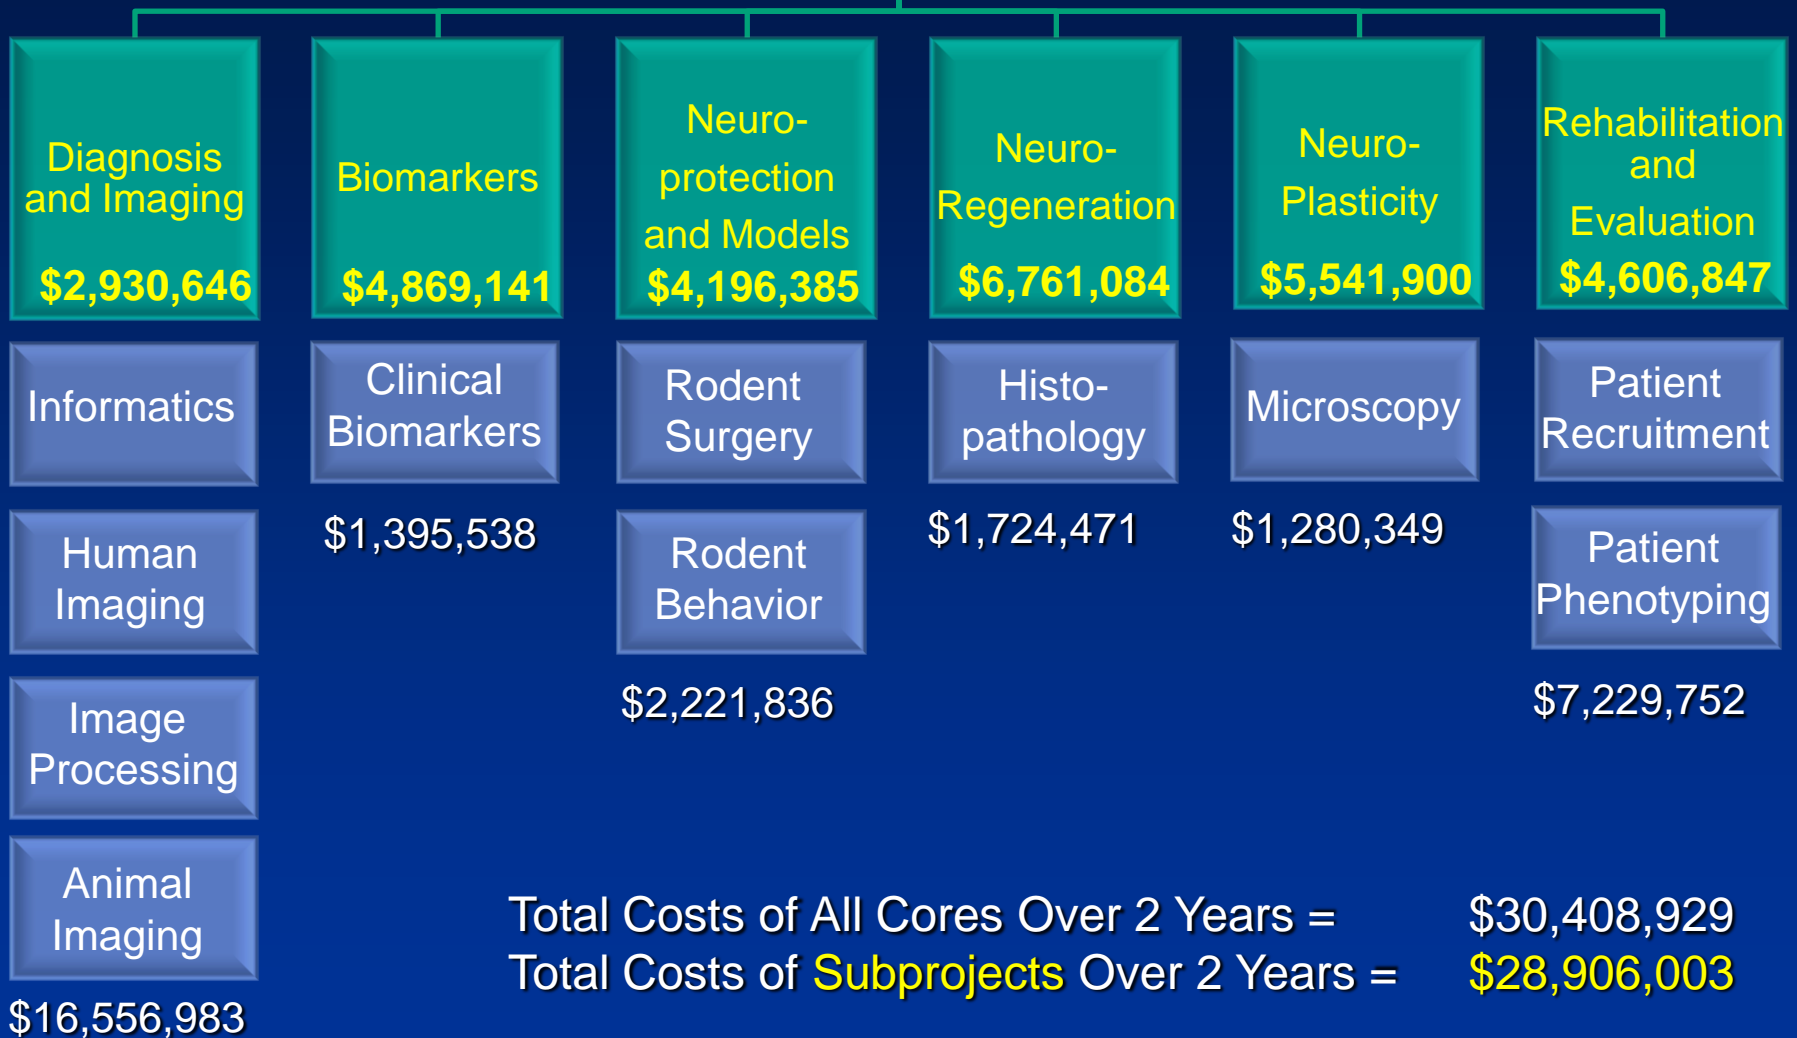 Diagnosis
and Imaging
$2,930,646
Biomarkers
$4,869,141
Neuro-
protection
and Models
$4,196,385
Neuro-
Regeneration
$6,761,084
Neuro-
Plasticity
$5,541,900
Rehabilitation
and
Evaluation
$4,606,847
Informatics
Human
Imaging
Image
Processing
Animal
Imaging
$16,556,983
Clinical
Biomarkers
$1,395,538
Rodent
Surgery
Rodent
Behavior
$2,221,836
Histo-
pathology
$1,724,471
Microscopy
$1,280,349
Patient
Recruitment
Patient
Phenotyping
$7,229,752
Total Costs of All Cores Over 2 Years = $30,408,929
Total Costs of Subprojects Over 2 Years = $28,906,003